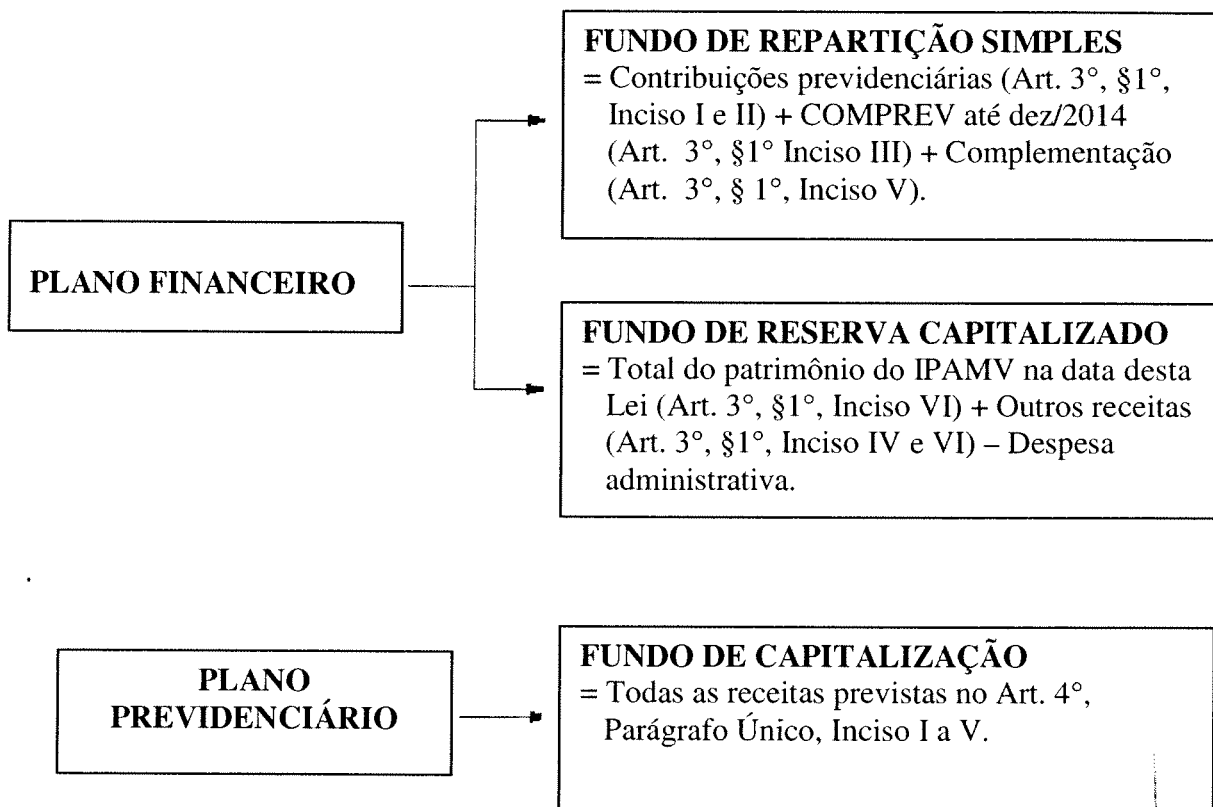 FUNDO DE REPARTIÇÃO SIMPLES
= Contribuições previdenciárias (Art. 3°, §1°,
Inciso I e II) + COMPREV até dez/2014
(Art. 3°, §1° Inciso III) + Complementação
(Art. 3°, § 1°, Inciso V).
PLANO FINANCEIRO
FUNDO DE RESERVA CAPITALIZADO
= Total do patrimônio do IPAMV na data desta
Lei (Art. 3°, §1°, Inciso VI) + Outros receitas
(Art. 3°, §1°, Inciso IV e VI) – Despesa
administrativa.
PLANO
PREVIDENCIÁRIO
FUNDO DE CAPITALIZAÇÃO
= Todas as receitas previstas no Art. 4°,
Parágrafo Único, Inciso I a V.